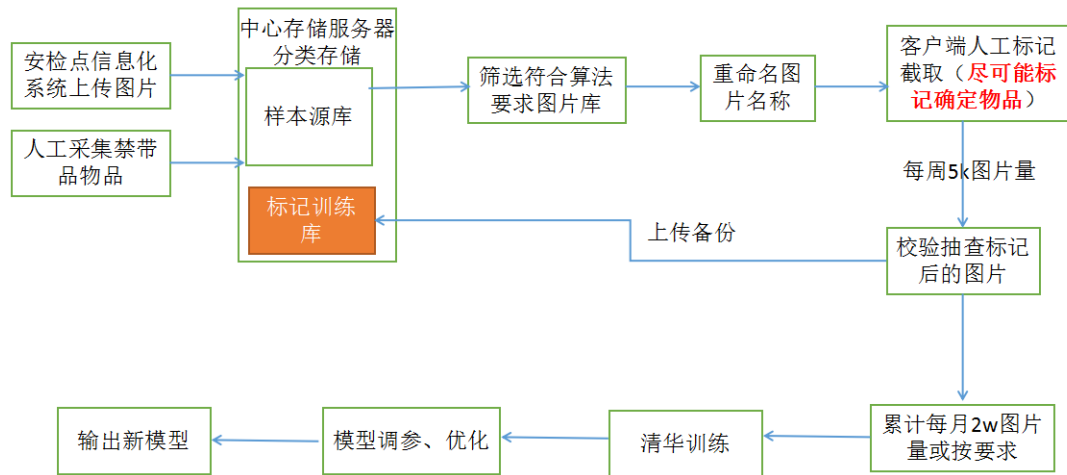 安检点信息化
系统上传图片
人工采集禁带
品物品
中心存储服务器
分类存储
样本源库
标记训练
库
筛选符合算法
要求图片库
重命名图
片名称
客户端人工标记
截取（尽可能标
记确定物品）
每周5k图片量
校验抽查标记
后的图片
上传备份
累计每月2w图片
量或按要求
清华训练
模型调参、优化
输出新模型